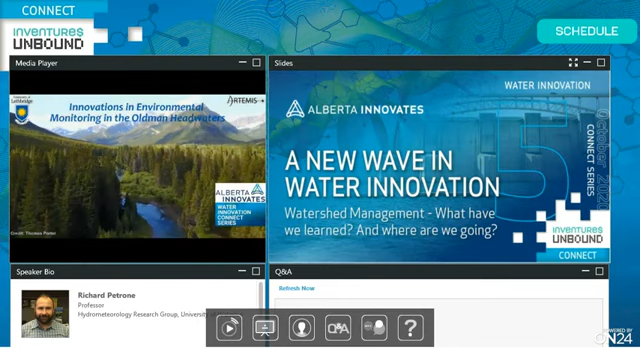 CONNECT
INVENTURE$
UNBOUND
SCHEDULE
Media Player
Lethbridge
ARTEMIS
Innovations in Environmental
Monitoring in the Oldman Headwaters
ALBERTA
INNOVATES
WATER
INNOVATION
CONNECT
SERIES
Credit: Thomas Porter
Slides
WATER INNOVATION
ALBERTA INNOVATES
A NEW WAVE IN
WATER INNOVATION
Watershed Management - What have
we learned? And where are we going?
5
CONNECT SERIES
INVENTURE$
UNBOUND
CONNECT
Speaker Bio
Richard Petrone
Professor
Hydrometeorology Research Group, University of
Q&A
Refresh Now
Q&A
?
POWERED BY
ON24